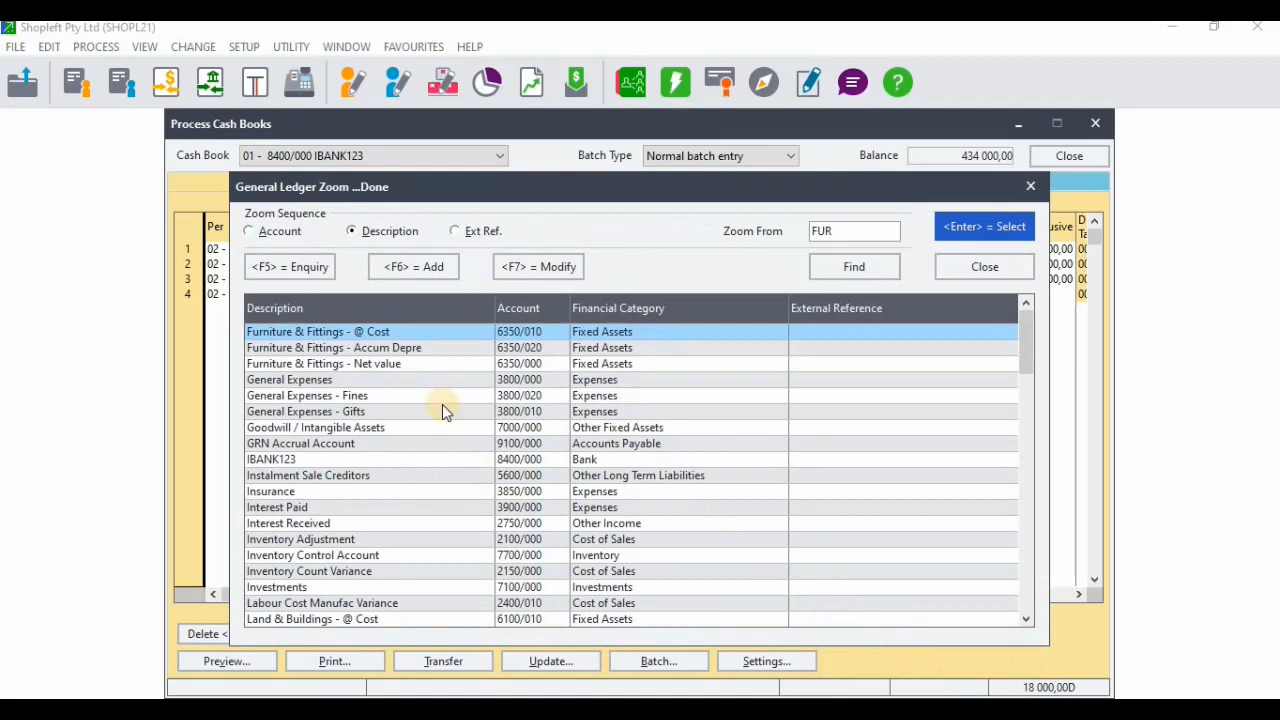 Shopleft Pty Ltd (SHOPL21)
FILE EDIT PROCESS VIEW CHANGE SETUP UTILITY WINDOW FAVOURITES HELP
Process Cash Books
Cash Book 01 - 8400/000 IBANK123 Batch Type Normal batch entry Balance 434 000,00 Close
General Ledger Zoom ...Done
Zoom Sequence
Account Description Ext Ref. Zoom From FUR <Enter> = Select
<F5> = Enquiry <F6> = Add <F7> = Modify Find Close
Per
1 02 -
2 02 -
3 02 -
4 02 -
Description Account Financial Category External Reference
Furniture & Fittings - @ Cost 6350/010 Fixed Assets
Furniture & Fittings - Accum Depre 6350/020 Fixed Assets
Furniture & Fittings - Net value 6350/000 Fixed Assets
General Expenses 3800/000 Expenses
General Expenses - Fines 3800/020 Expenses
General Expenses - Gifts 3800/010 Expenses
Goodwill / Intangible Assets 7000/000 Other Fixed Assets
GRN Accrual Account 9100/000 Accounts Payable
IBANK123 8400/000 Bank
Instalment Sale Creditors 5600/000 Other Long Term Liabilities
Insurance 3850/000 Expenses
Interest Paid 3900/000 Expenses
Interest Received 2750/000 Other Income
Inventory Adjustment 2100/000 Cost of Sales
Inventory Control Account 7700/000 Inventory
Inventory Count Variance 2150/000 Cost of Sales
Investments 7100/000 Investments
Labour Cost Manufac Variance 2400/010 Cost of Sales
Land & Buildings - @ Cost 6100/010 Fixed Assets
Delete <
Preview... Print... Transfer Update... Batch... Settings...
18 000,00D